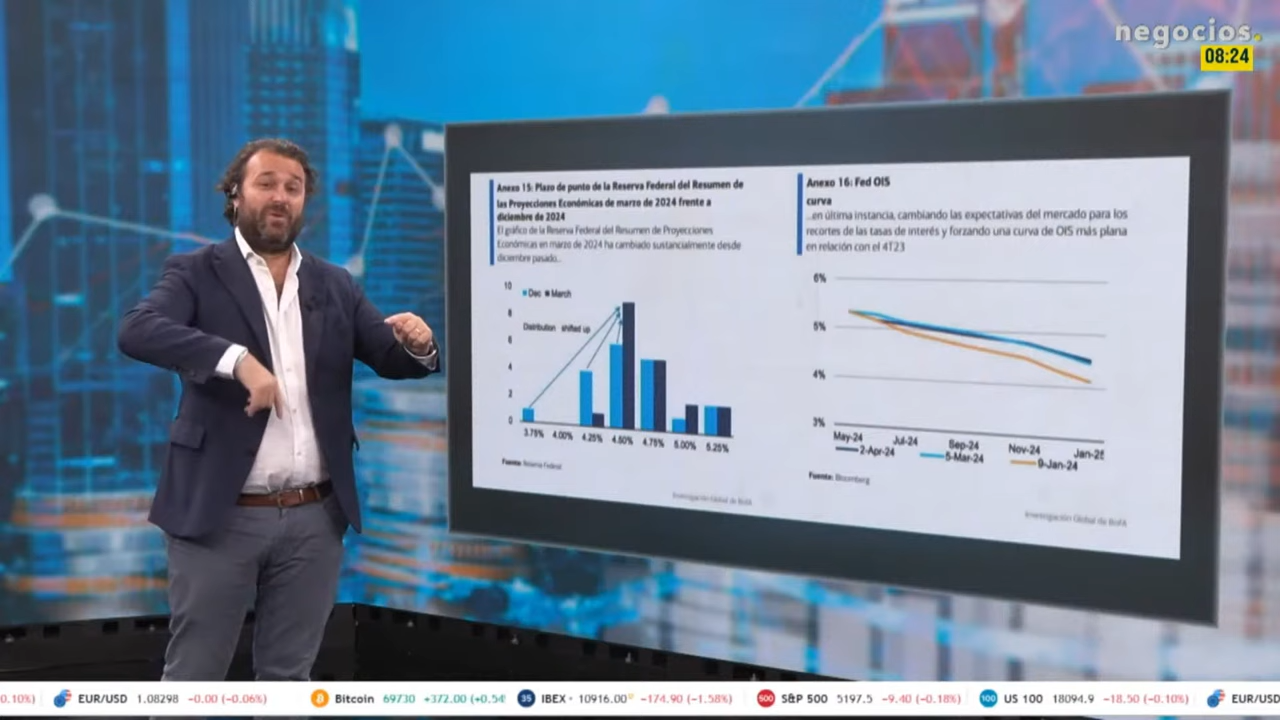 negocios.
08:24
Anexo 15: Plazo de punto de la Reserva Federal del Resumen de
las Proyecciones Económicas de marzo de 2024 frente a
diciembre de 2024
El gráfico de la Reserva Federal del Resumen de Proyecciones
Económicas en marzo de 2024 ha cambiado sustancialmente desde
diciembre pasado...
10
Dec March
8
Distribution shifted up
6
4
2
0
3.75% 4.00% 4.25% 4.50% 4.75% 5.00% 5.25%
Fuente: Reserva Federal
Investigación Global de BofA
Anexo 16: Fed OIS
curva
...en última instancia, cambiando las expectativas del mercado para los
recortes de las tasas de interés y forzando una curva de OIS más plana
en relación con el 4T23
6%
5%
4%
3%
May-24 Jul-24 Sep-24 Nov-24 Jan-25
2-Apr-24 5-Mar-24 9-Jan-24
Fuente: Bloomberg
Investigación Global de BofA
0.10%) EUR/USD 1.08298 -0.00 (-0.06%) Bitcoin 69730 +372.00 (+0.54 35 IBEX 10916.00 -174.90 (-1.58%) 500 S&P 500 5197.5 -9.40 (-0.18%) 100 US 100 18094.9 -18.50 (-0.10%) EUR/USD